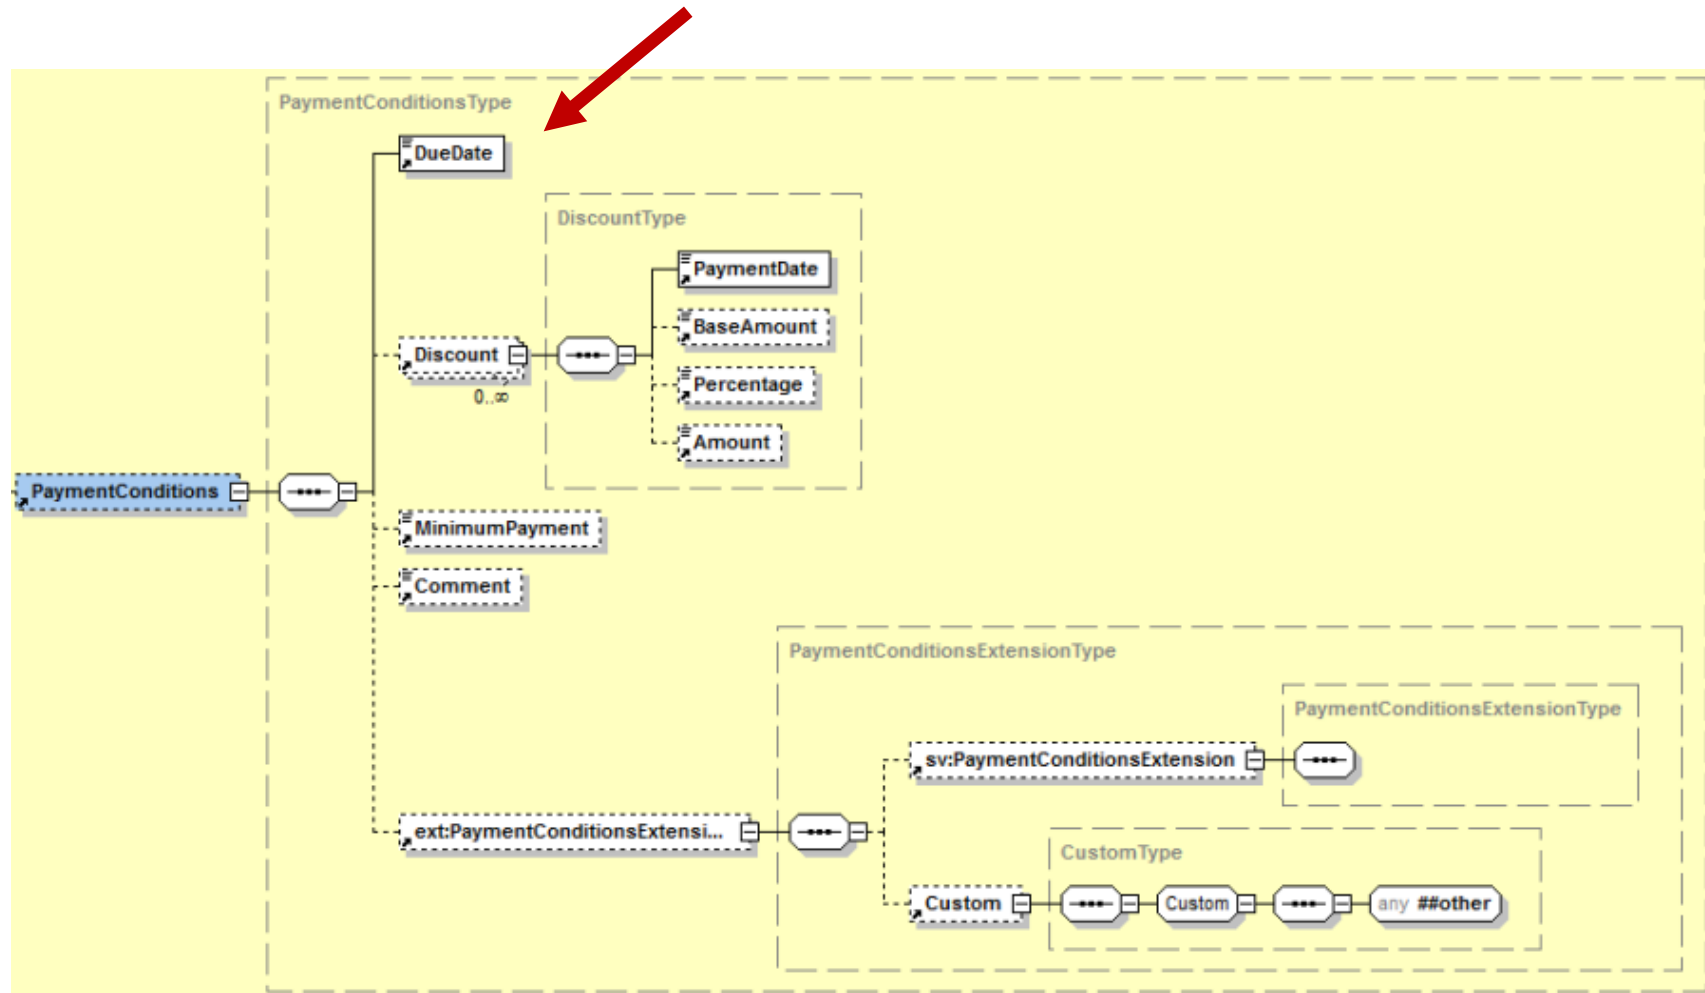 PaymentConditionsType
DueDate
DiscountType
PaymentDate
BaseAmount
Discount
0..∞
Percentage
Amount
PaymentConditions
MinimumPayment
Comment
PaymentConditionsExtensionType
PaymentConditionsExtensionType
sv:PaymentConditionsExtension
ext:PaymentConditionsExtensi...
CustomType
Custom
Custom
any ##other